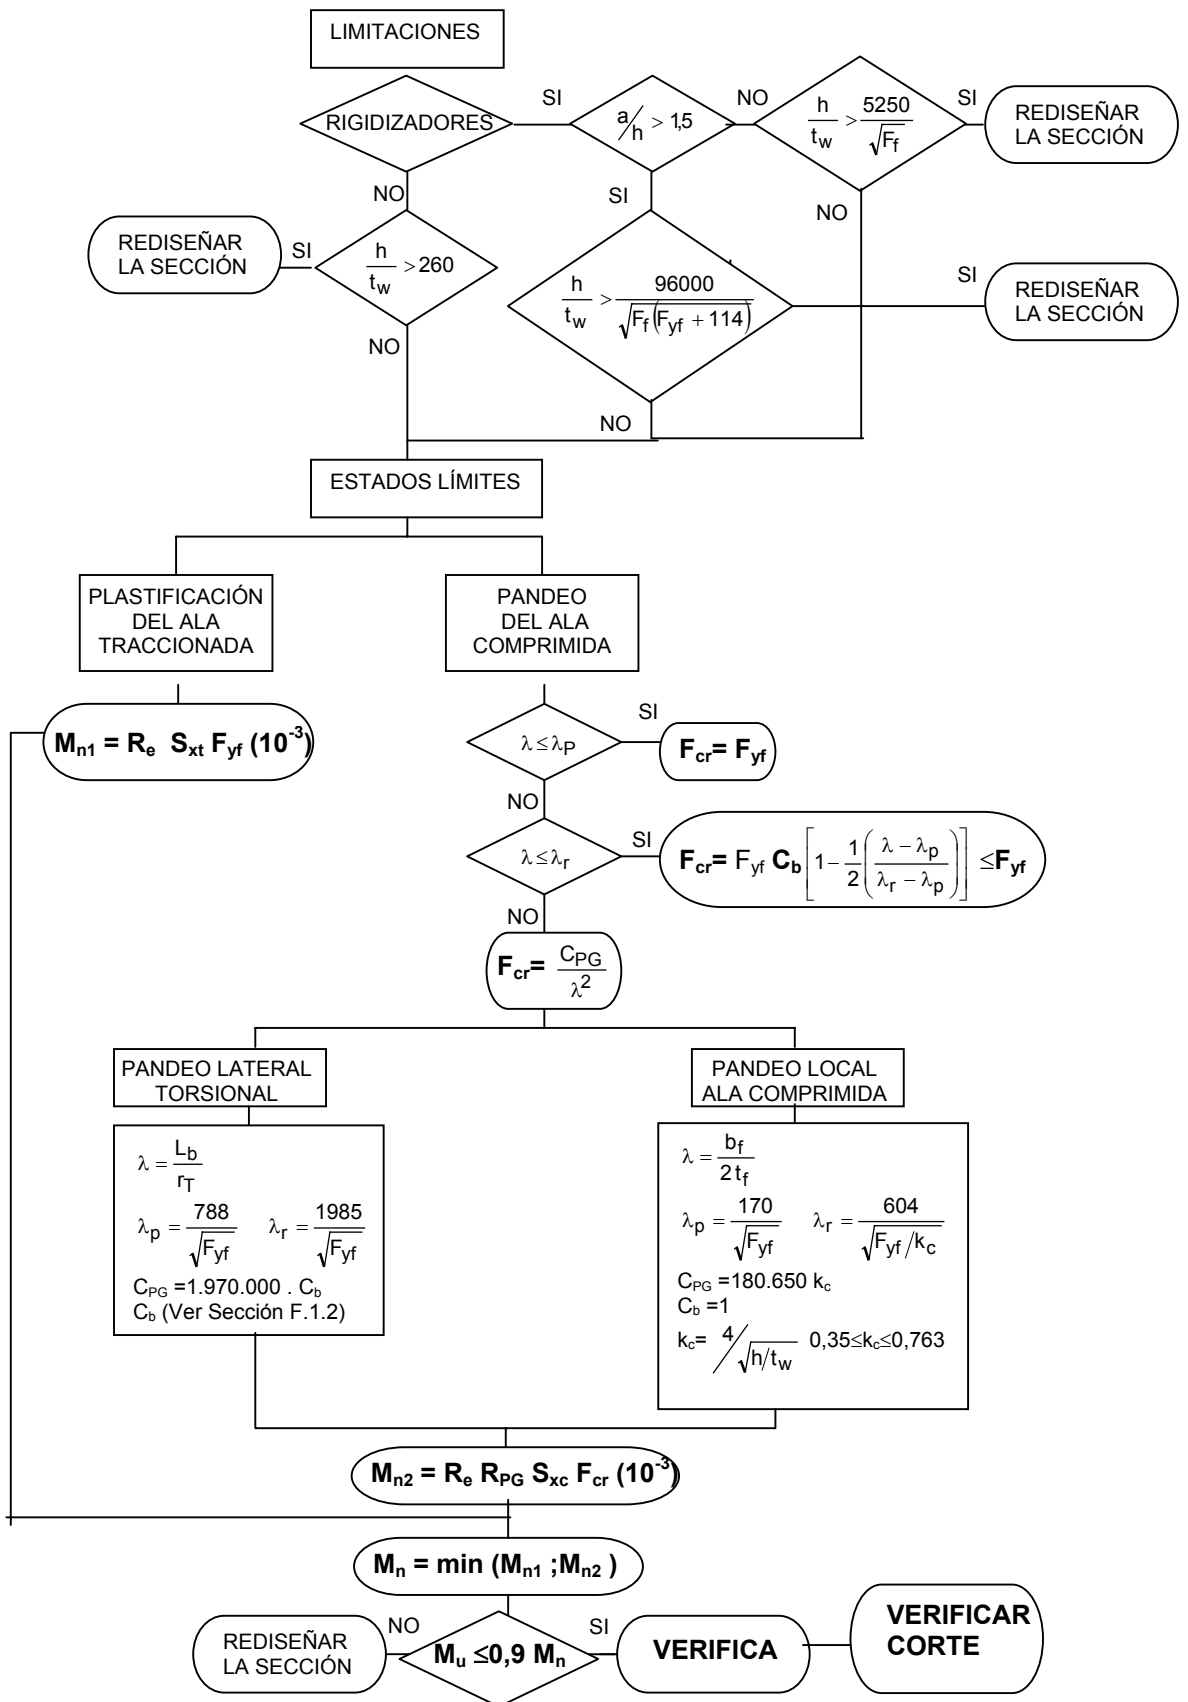 LIMITACIONES
RIGIDIZADORES
SI
a/h > 1,5
NO
h/t_w > 5250/√F_f
SI
REDISEÑAR
LA SECCIÓN
NO
SI
NO
REDISEÑAR
LA SECCIÓN
SI
h/t_w > 260
h/t_w > 96000/√(F_f(F_yf + 114))
SI
REDISEÑAR
LA SECCIÓN
NO
NO
ESTADOS LÍMITES
PLASTIFICACIÓN
DEL ALA
TRACCIONADA
PANDEO
DEL ALA
COMPRIMIDA
M_n1 = R_e S_xt F_yf (10^-3)
λ ≤ λ_P
SI
F_cr= F_yf
NO
λ ≤ λ_r
SI
F_cr= F_yf C_b [1 − 1/2 ((λ − λ_p)/(λ_r − λ_p))] ≤F_yf
NO
F_cr= C_PG/λ²
PANDEO LATERAL
TORSIONAL
PANDEO LOCAL
ALA COMPRIMIDA
λ = L_b/r_T
λ_p = 788/√F_yf λ_r = 1985/√F_yf
C_PG =1.970.000 . C_b
C_b (Ver Sección F.1.2)
λ = b_f/2 t_f
λ_p = 170/√F_yf λ_r = 604/√(F_yf/k_c)
C_PG =180.650 k_c
C_b =1
k_c= 4/√(h/t_w) 0,35≤k_c≤0,763
M_n2 = R_e R_PG S_xc F_cr (10^-3)
M_n = min (M_n1 ;M_n2 )
REDISEÑAR
LA SECCIÓN
NO
M_u ≤0,9 M_n
SI
VERIFICA
VERIFICAR
CORTE